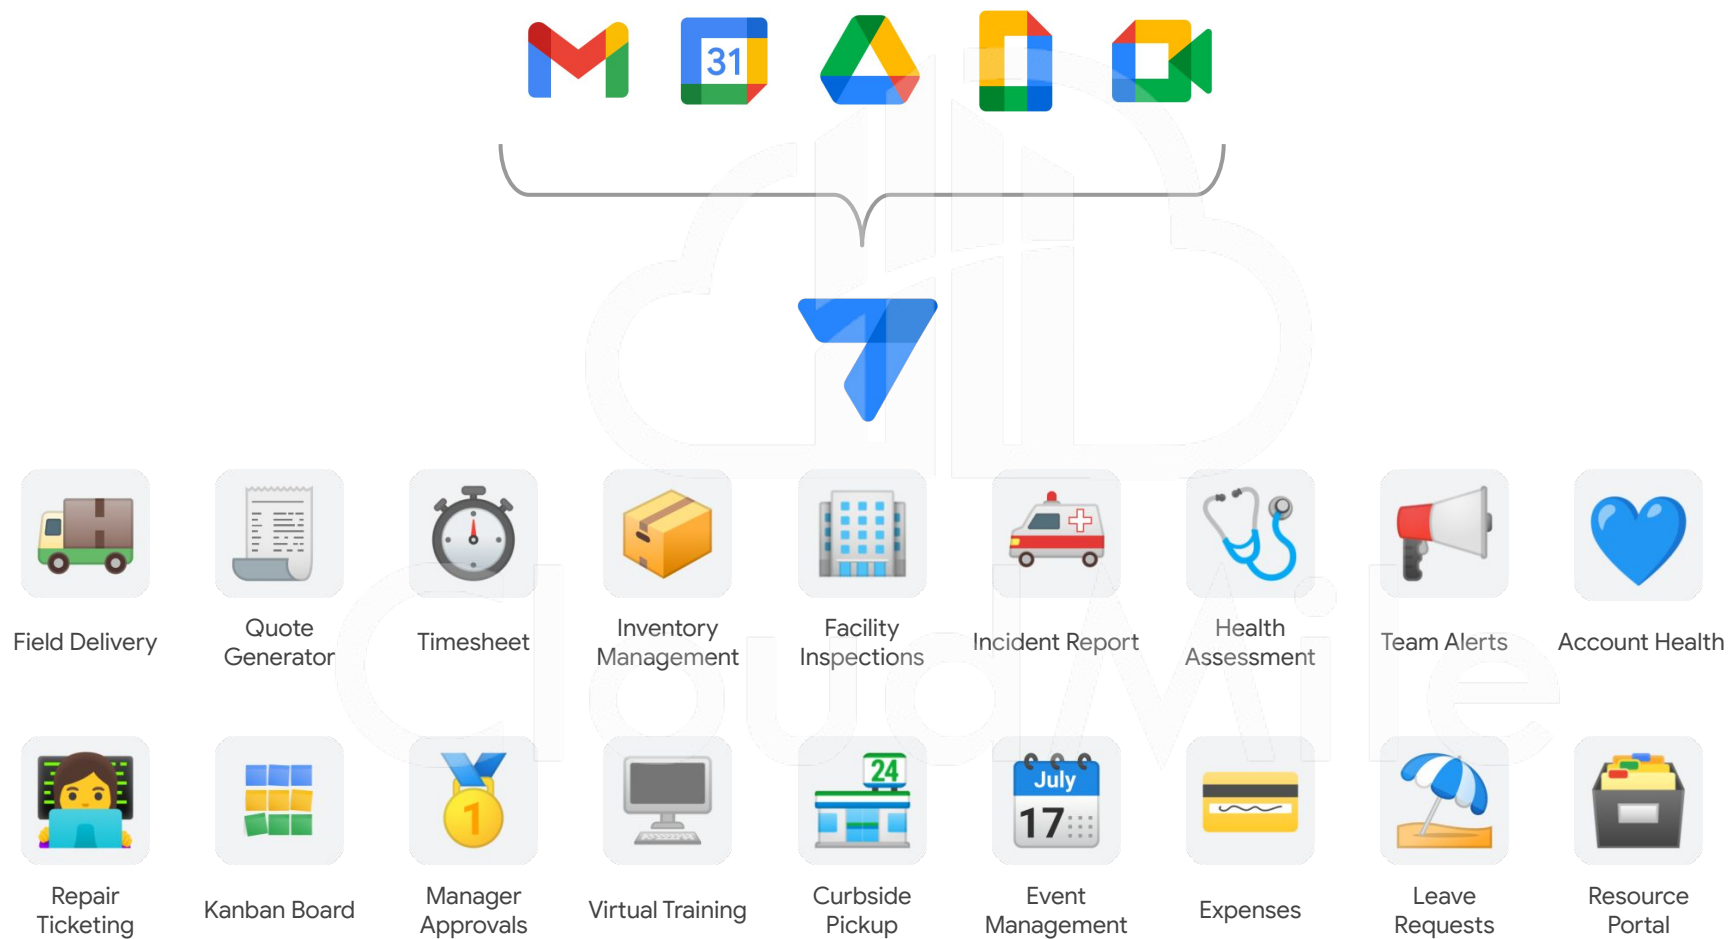 31
CloudMile
Field Delivery
Quote
Generator
Timesheet
Inventory
Management
Facility
Inspections
Incident Report
Health
Assessment
Team Alerts
Account Health
1
24
July
17
Repair
Ticketing
Kanban Board
Manager
Approvals
Virtual Training
Curbside
Pickup
Event
Management
Expenses
Leave
Requests
Resource
Portal